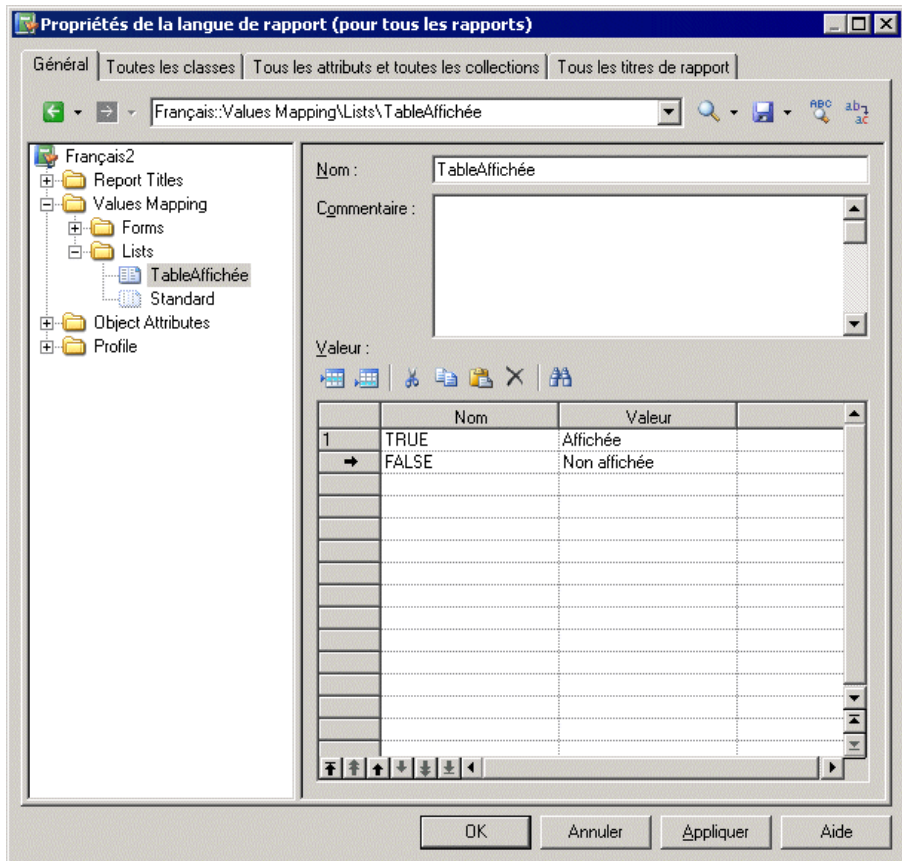 Propriétés de la langue de rapport (pour tous les rapports)
Général Toutes les classes Tous les attributs et toutes les collections Tous les titres de rapport
Français::Values Mapping\Lists\TableAffichée
ABC
ab
ac
Français2
Report Titles
Values Mapping
Forms
Lists
TableAffichée
Standard
Object Attributes
Profile
Nom :
TableAffichée
Commentaire :
Valeur :
Nom Valeur
1 TRUE Affichée
FALSE Non affichée
OK Annuler Appliquer Aide